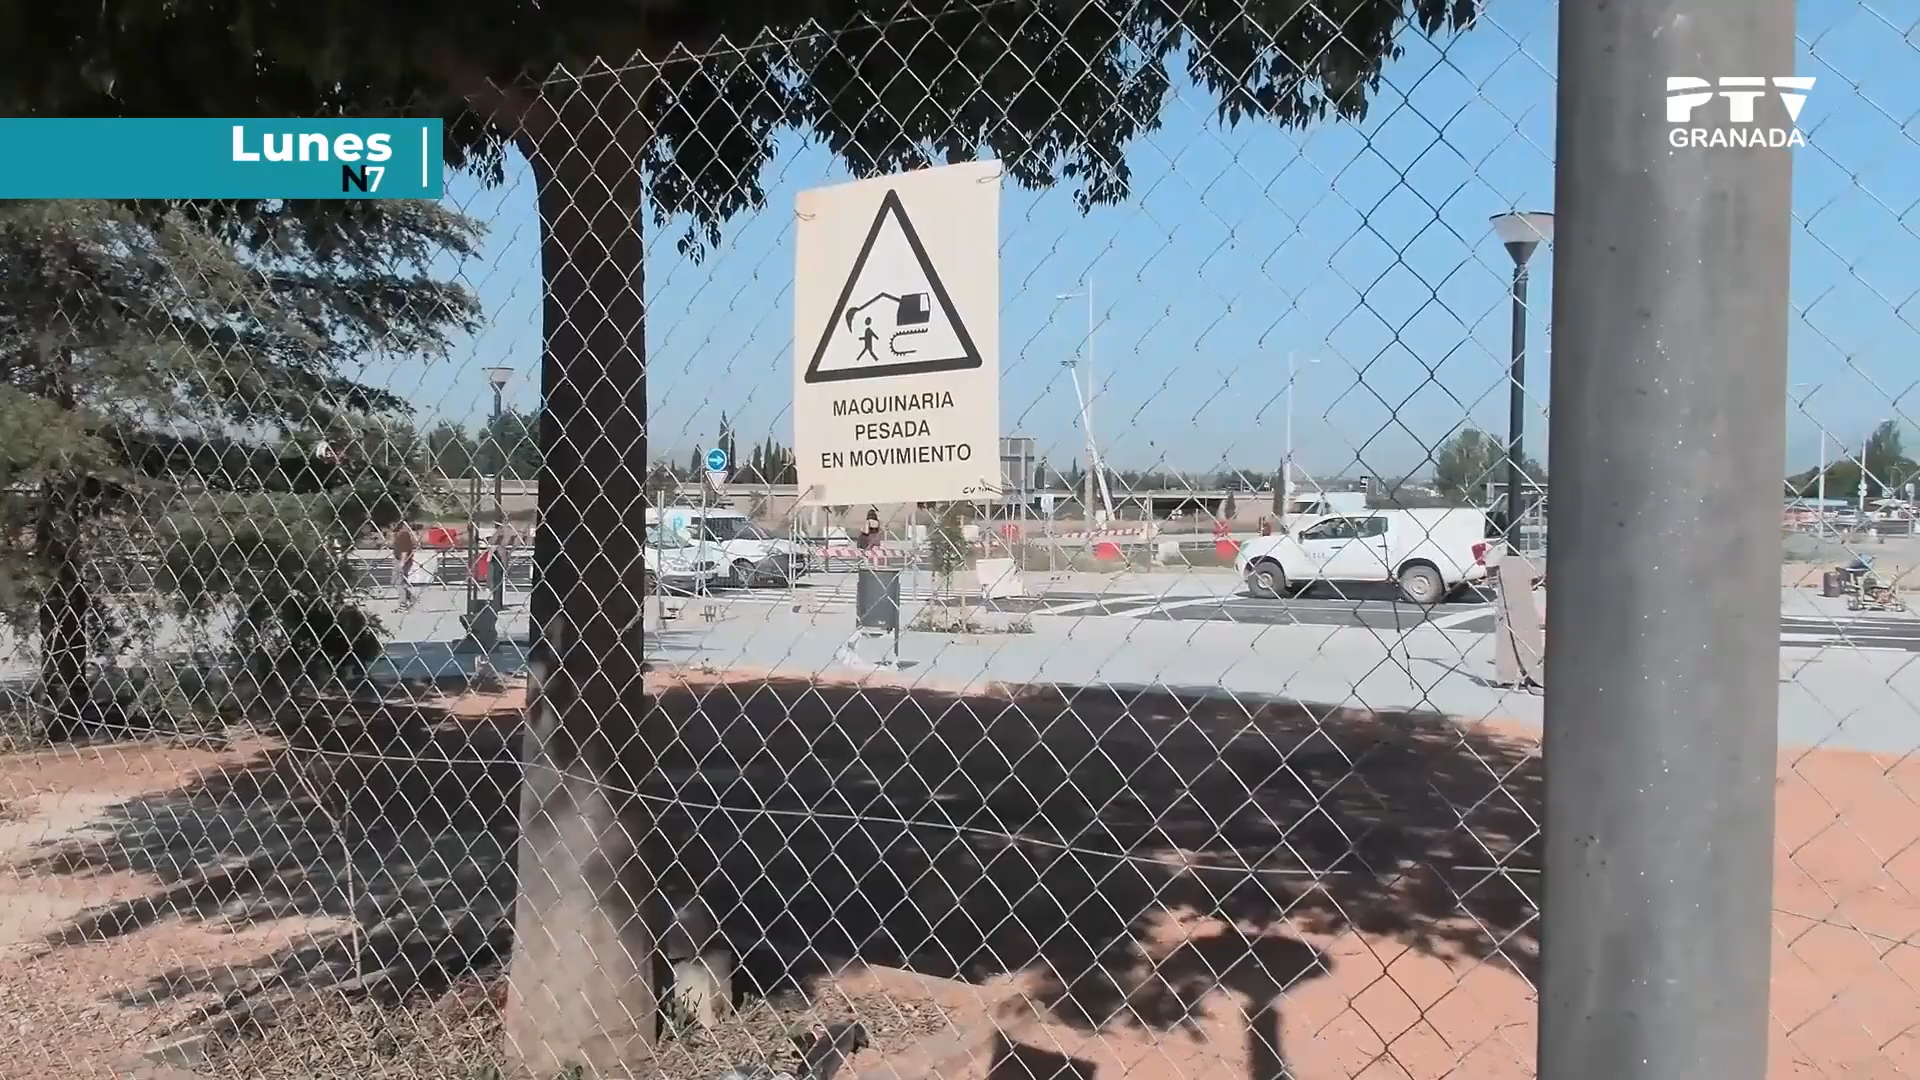 Lunes
N7
PTV
GRANADA
MAQUINARIA
PESADA
EN MOVIMIENTO